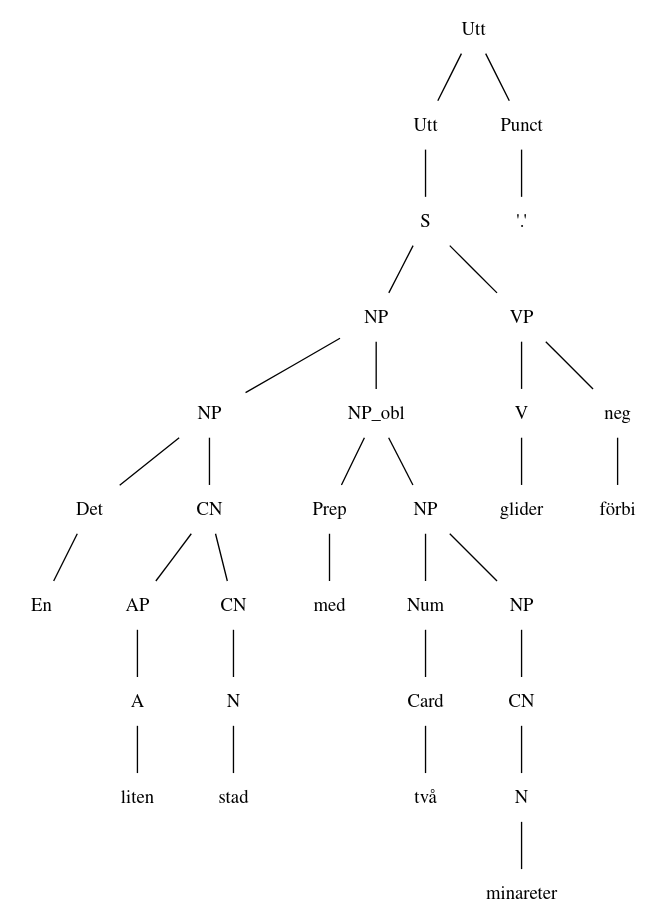 Utt
Utt Punct
S '.'
NP VP
NP NP_obl V neg
Det CN Prep NP glider förbi
En AP CN med Num NP
A N Card CN
liten stad två N
minareter